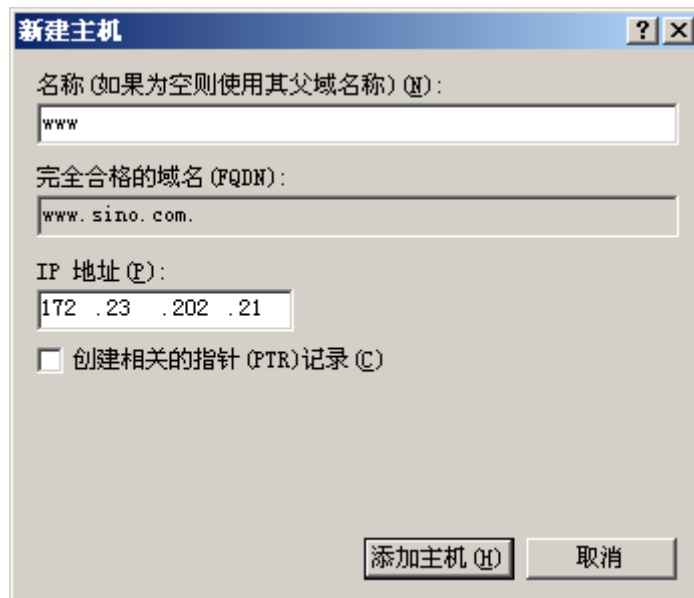 新建主机
名称(如果为空则使用其父域名称)(N):
www
完全合格的域名(FQDN):
www.sino.com.
IP 地址(P):
172 .23 .202 .21
创建相关的指针(PTR)记录(C)
添加主机(H) 取消